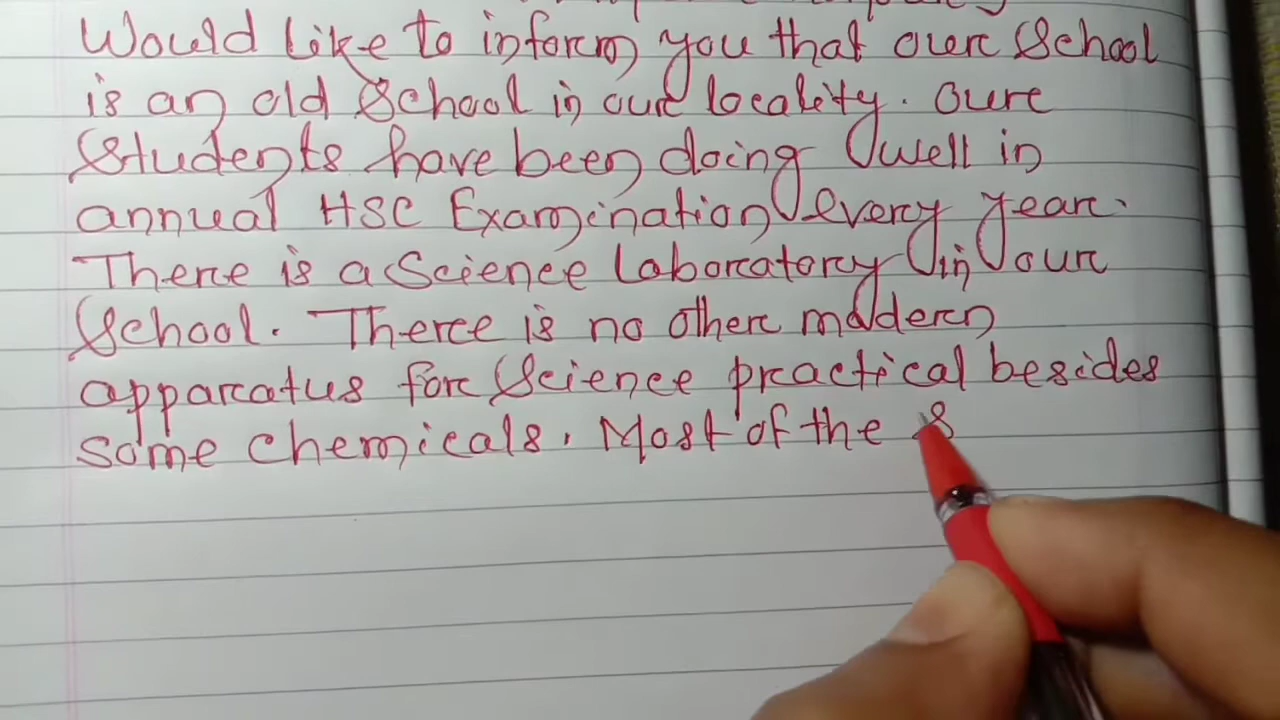 Would like to inform you that our School
is an old School in our locality. Our
Students have been doing well in
annual HSC Examination every year.
There is a Science Laboratory in our
School. There is no other modern
apparatus for Science practical besides
some chemicals. Most of the s